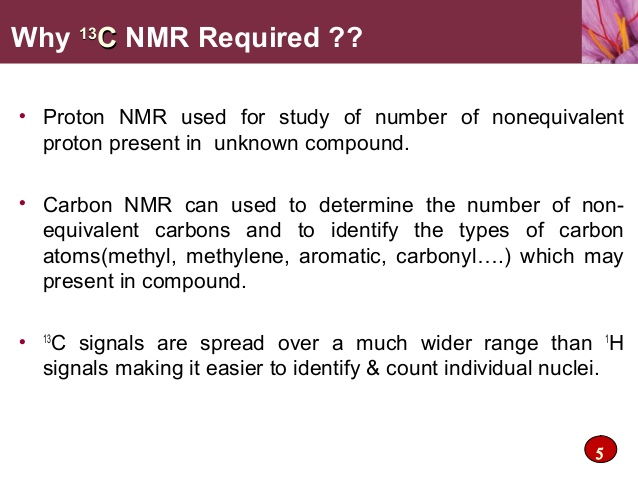 Why ¹³C NMR Required ??
• Proton NMR used for study of number of nonequivalent
proton present in unknown compound.
• Carbon NMR can used to determine the number of non-
equivalent carbons and to identify the types of carbon
atoms(methyl, methylene, aromatic, carbonyl….) which may
present in compound.
• ¹³C signals are spread over a much wider range than ¹H
signals making it easier to identify & count individual nuclei.
5